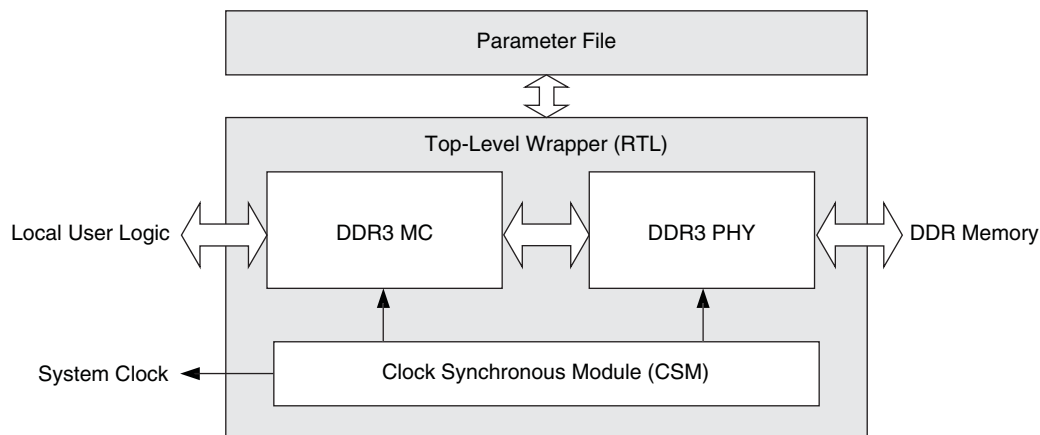 Parameter File
Top-Level Wrapper (RTL)
Local User Logic
DDR3 MC
DDR3 PHY
DDR Memory
System Clock
Clock Synchronous Module (CSM)